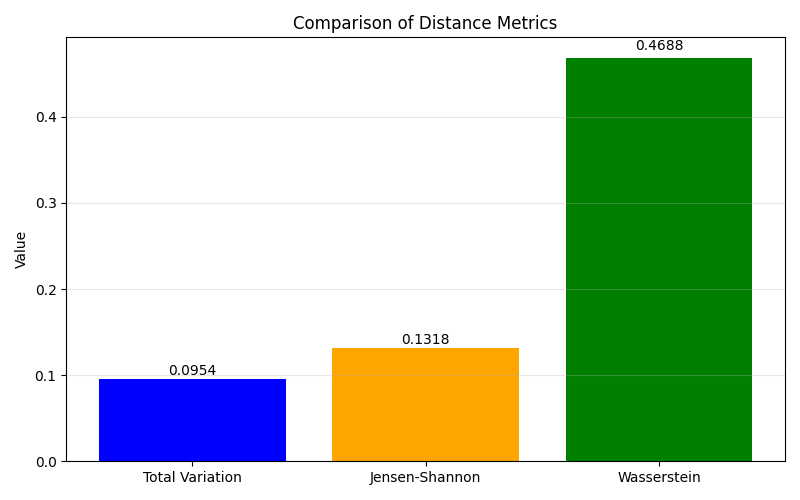 Comparison of Distance Metrics
0.4688
0.4
0.3
Value
0.2
0.1318
0.1
0.0954
0.0
Total Variation
Jensen-Shannon
Wasserstein